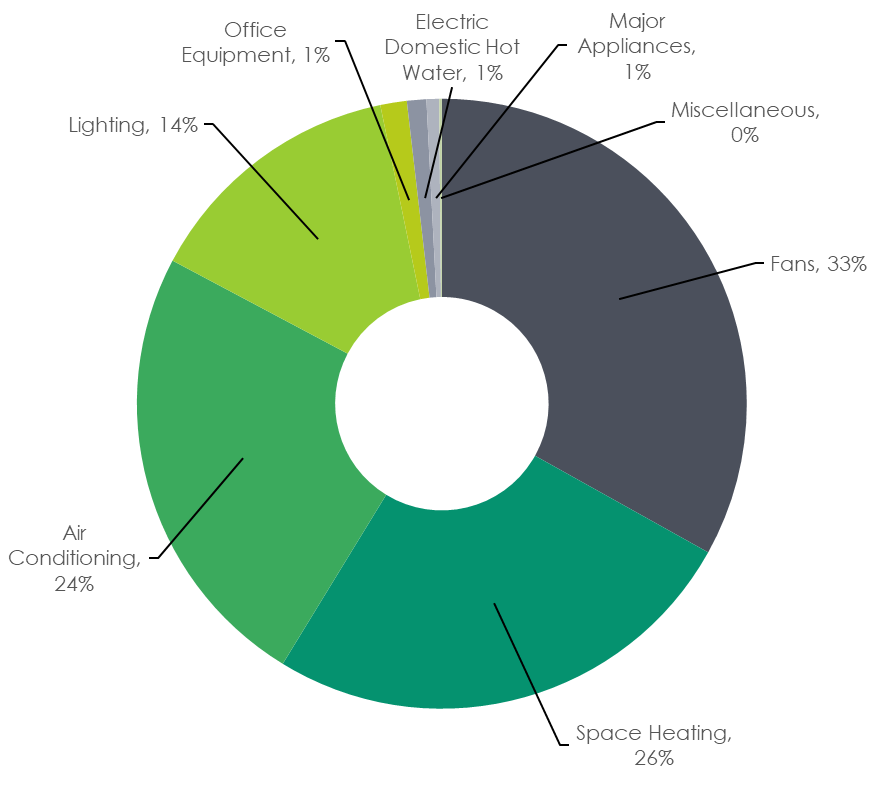 Office
Equipment, 1%
Electric
Domestic Hot
Water, 1%
Major
Appliances,
1%
Miscellaneous,
0%
Lighting, 14%
Fans, 33%
Air
Conditioning,
24%
Space Heating,
26%